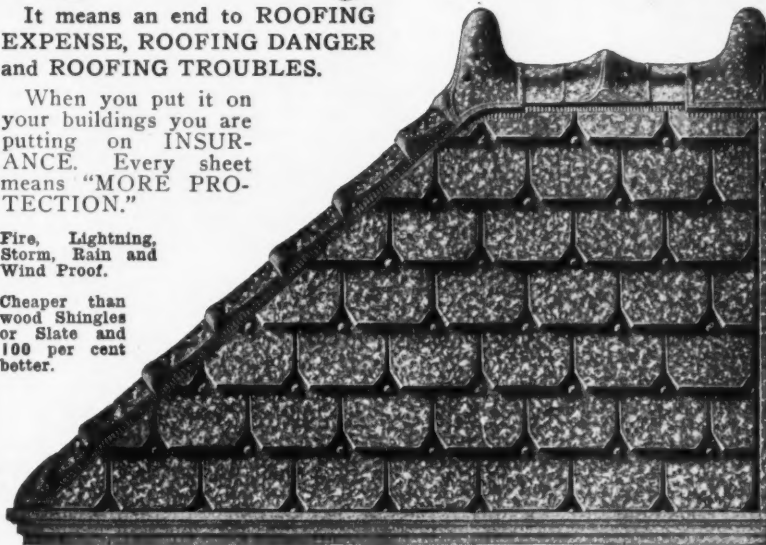 It means an end to ROOFING
EXPENSE, ROOFING DANGER
and ROOFING TROUBLES.
When you put it on
your buildings you are
putting on INSUR-
ANCE. Every sheet
means "MORE PRO-
TECTION."
Fire, Lightning,
Storm, Rain and
Wind Proof.
Cheaper than
wood Shingles
or Slate and
100 per cent
better.